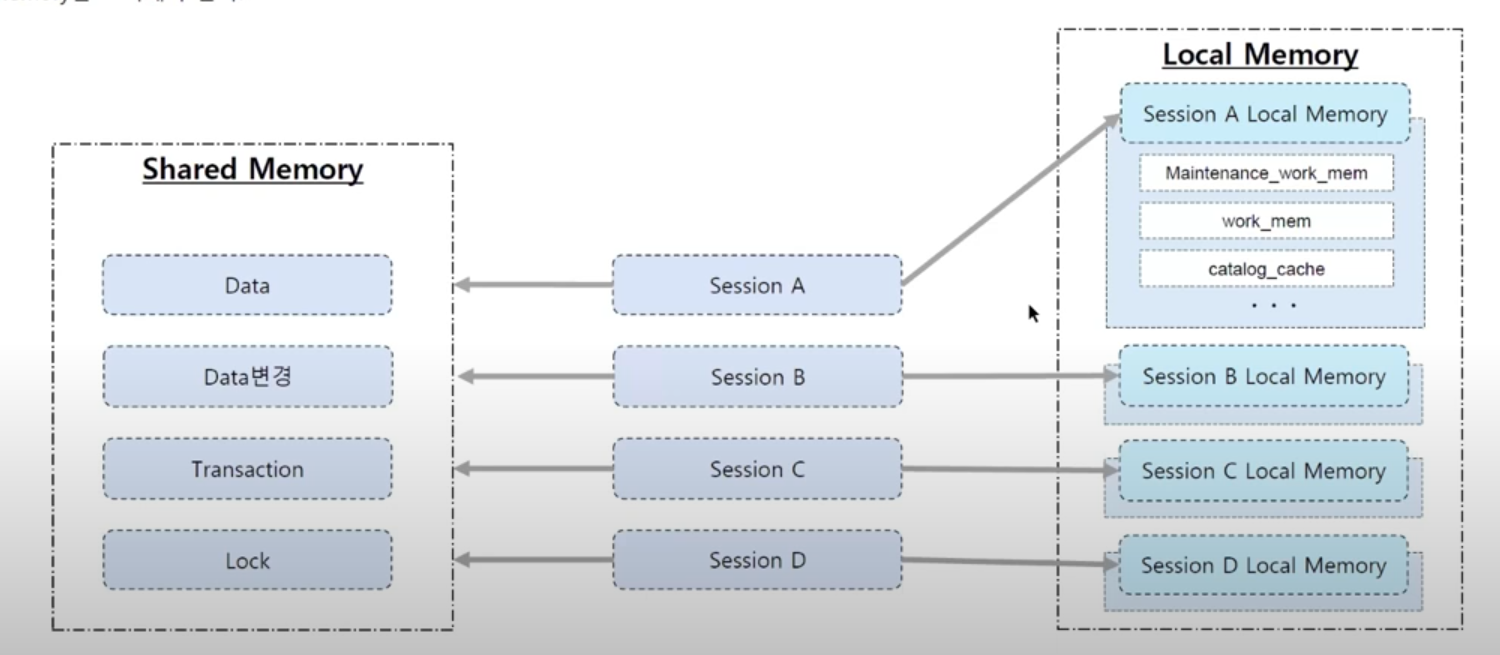 Shared Memory
Data
Data변경
Transaction
Lock
Session A
Session B
Session C
Session D
Local Memory
Session A Local Memory
Maintenance_work_mem
work_mem
catalog_cache
. . .
Session B Local Memory
Session C Local Memory
Session D Local Memory